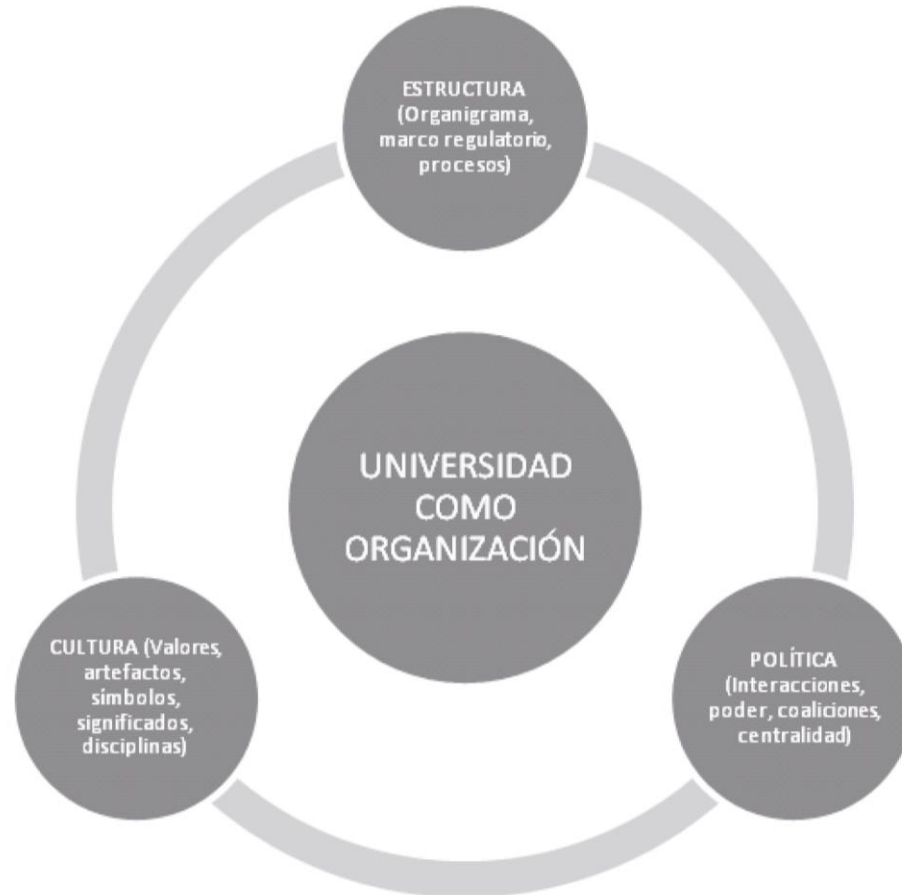 ESTRUCTURA
(Organigrama,
marco regulatorio,
procesos)
UNIVERSIDAD
COMO
ORGANIZACIÓN
CULTURA (Valores,
artefactos,
símbolos,
significados,
disciplinas)
POLÍTICA
(Interacciones,
poder, coaliciones,
centralidad)